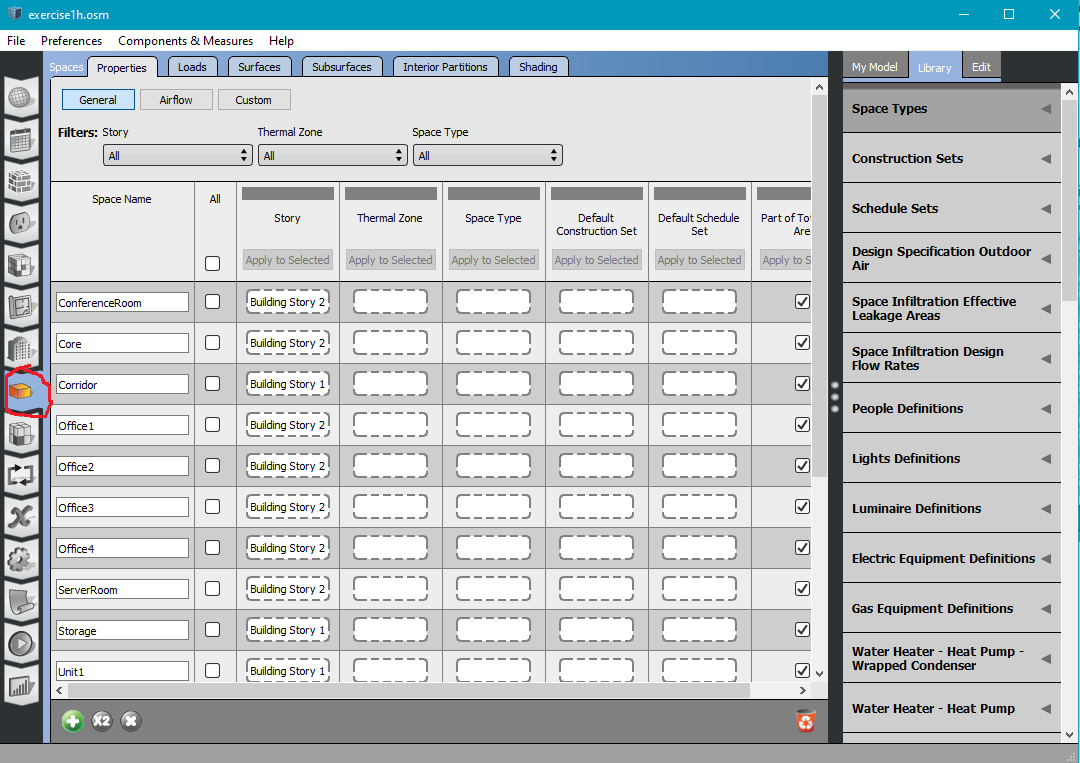 exercise1h.osm
File Preferences Components & Measures Help
Spaces Properties Loads Surfaces Subsurfaces Interior Partitions Shading
My Model Library Edit
General Airflow Custom
Filters: Story Thermal Zone Space Type
All All All
Space Name All Story Thermal Zone Space Type Default Construction Set Default Schedule Set Part of Tot Are
Apply to Selected Apply to Selected Apply to Selected Apply to Selected Apply to Selected Apply to S
ConferenceRoom Building Story 2
Core Building Story 2
Corridor Building Story 1
Office1 Building Story 2
Office2 Building Story 2
Office3 Building Story 2
Office4 Building Story 2
ServerRoom Building Story 2
Storage Building Story 1
Unit1 Building Story 1
X2
Space Types
Construction Sets
Schedule Sets
Design Specification Outdoor
Air
Space Infiltration Effective
Leakage Areas
Space Infiltration Design
Flow Rates
People Definitions
Lights Definitions
Luminaire Definitions
Electric Equipment Definitions
Gas Equipment Definitions
Water Heater - Heat Pump -
Wrapped Condenser
Water Heater - Heat Pump